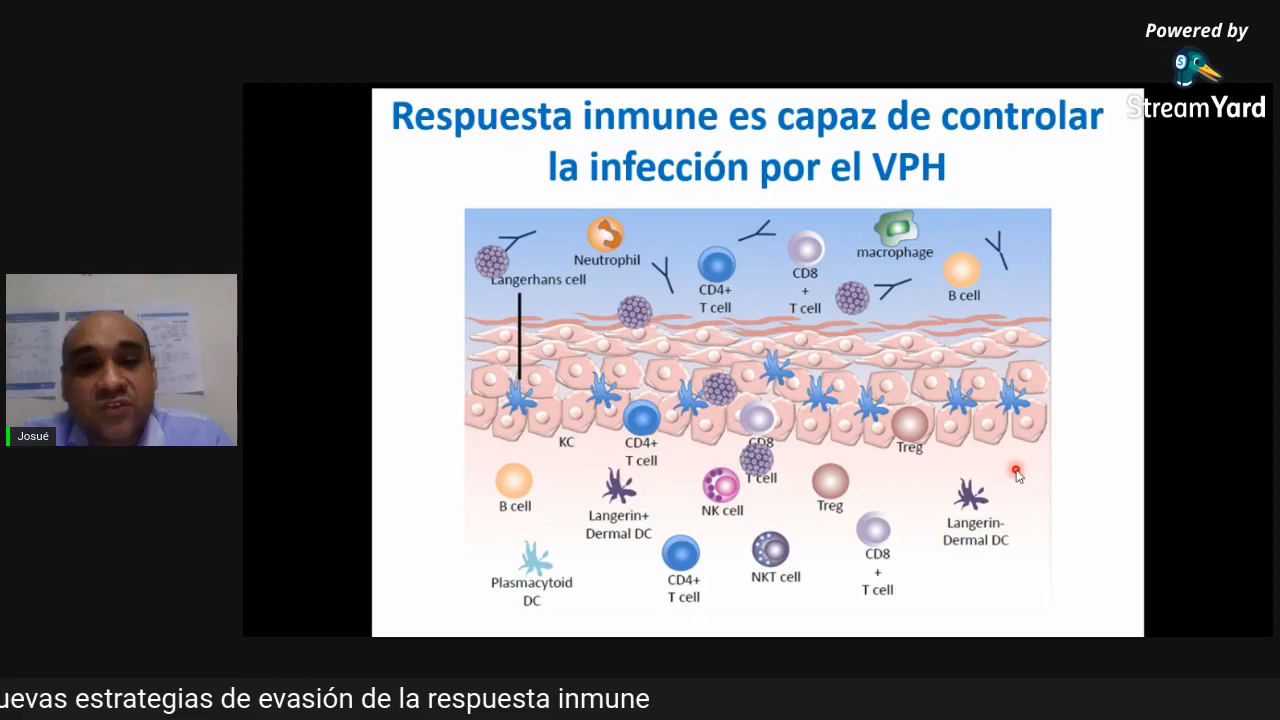 Powered by
StreamYard
Respuesta inmune es capaz de controlar
la infección por el VPH
Neutrophil
Langerhans cell
CD4+
T cell
CD8
+
T cell
macrophage
B cell
KC
CD4+
T cell
CD8
T cell
Treg
B cell
Langerin+
Dermal DC
NK cell
Treg
Langerin-
Dermal DC
Plasmacytoid
DC
CD4+
T cell
NKT cell
CD8
+
T cell
Josué
uevas estrategias de evasión de la respuesta inmune